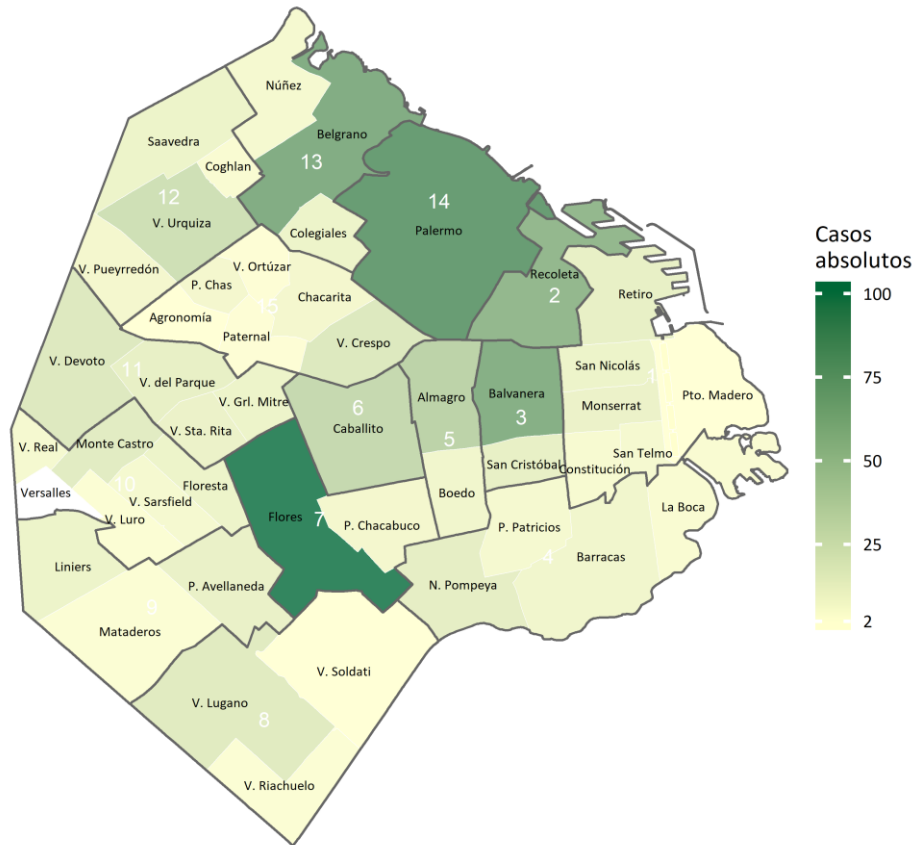 Núñez
Belgrano
Saavedra
Coghlan
13
12
14
V. Urquiza
Colegiales
Palermo
V. Pueyrredón
V. Ortúzar
Recoleta
P. Chas
Chacarita
2
Retiro
15
Agronomía
Paternal
V. Crespo
V. Devoto
11
V. del Parque
San Nicolás
1
V. Grl. Mitre
6
Almagro
Balvanera
Pto. Madero
Monserrat
3
V. Sta. Rita
Caballito
Monte Castro
5
V. Real
San Telmo
San Cristóbal
Constitución
10
Floresta
Versalles
V. Sarsfield
Boedo
La Boca
V. Luro
Flores
7
P. Chacabuco
P. Patricios
4
Barracas
Liniers
P. Avellaneda
N. Pompeya
9
Mataderos
V. Soldati
V. Lugano
8
V. Riachuelo
Casos
absolutos
100
75
50
25
2